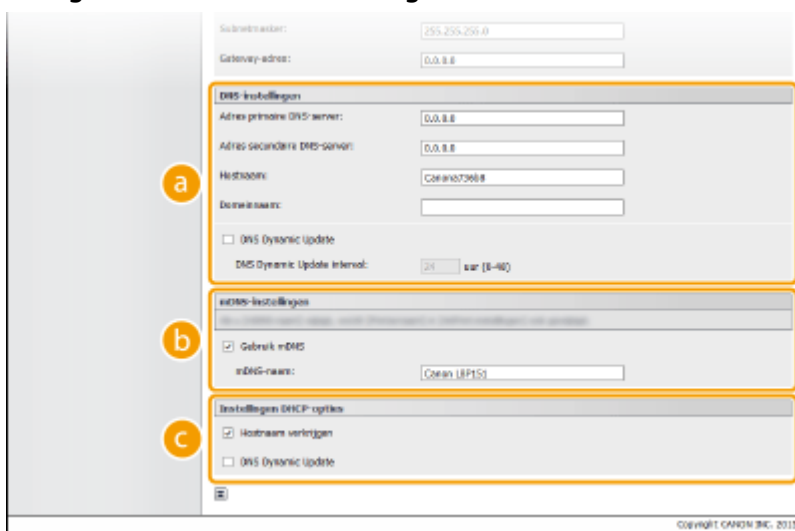 Subnetmasker: 255.255.255.0
Gateway-adres: 0.0.0.0
DNS-instellingen
Adres primaire DNS-server: 0.0.0.0
Adres secundaire DNS-server: 0.0.0.0
a
Hostnaam: Canona736b8
Domeinnaam:
DNS Dynamic Update
DNS Dynamic Update interval: 24 uur (0-48)
mDNS-instellingen
b
Gebruik mDNS
mDNS-naam: Canon LBP151
Instellingen DHCP-opties
c
Hostnaam verkrijgen
DNS Dynamic Update
Copyright CANON INC.